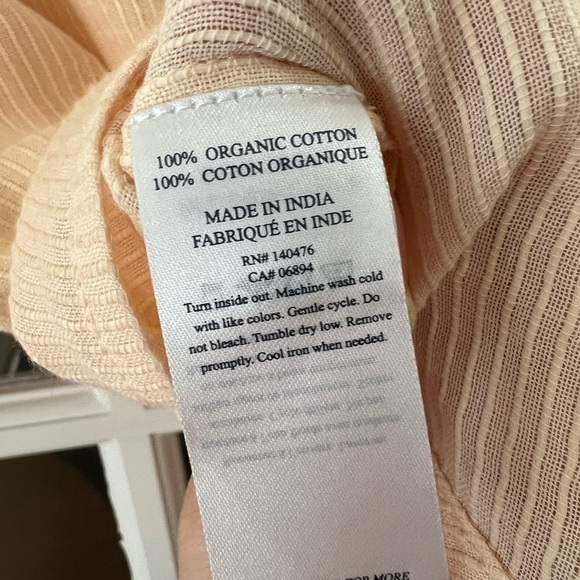 100% ORGANIC COTTON
100% COTON ORGANIQUE
MADE IN INDIA
FABRIQUÉ EN INDE
RN# 140476
CA# 06894
Turn inside out. Machine wash cold
with like colors. Gentle cycle. Do
not bleach. Tumble dry low. Remove
promptly. Cool iron when needed.
FOR MORE